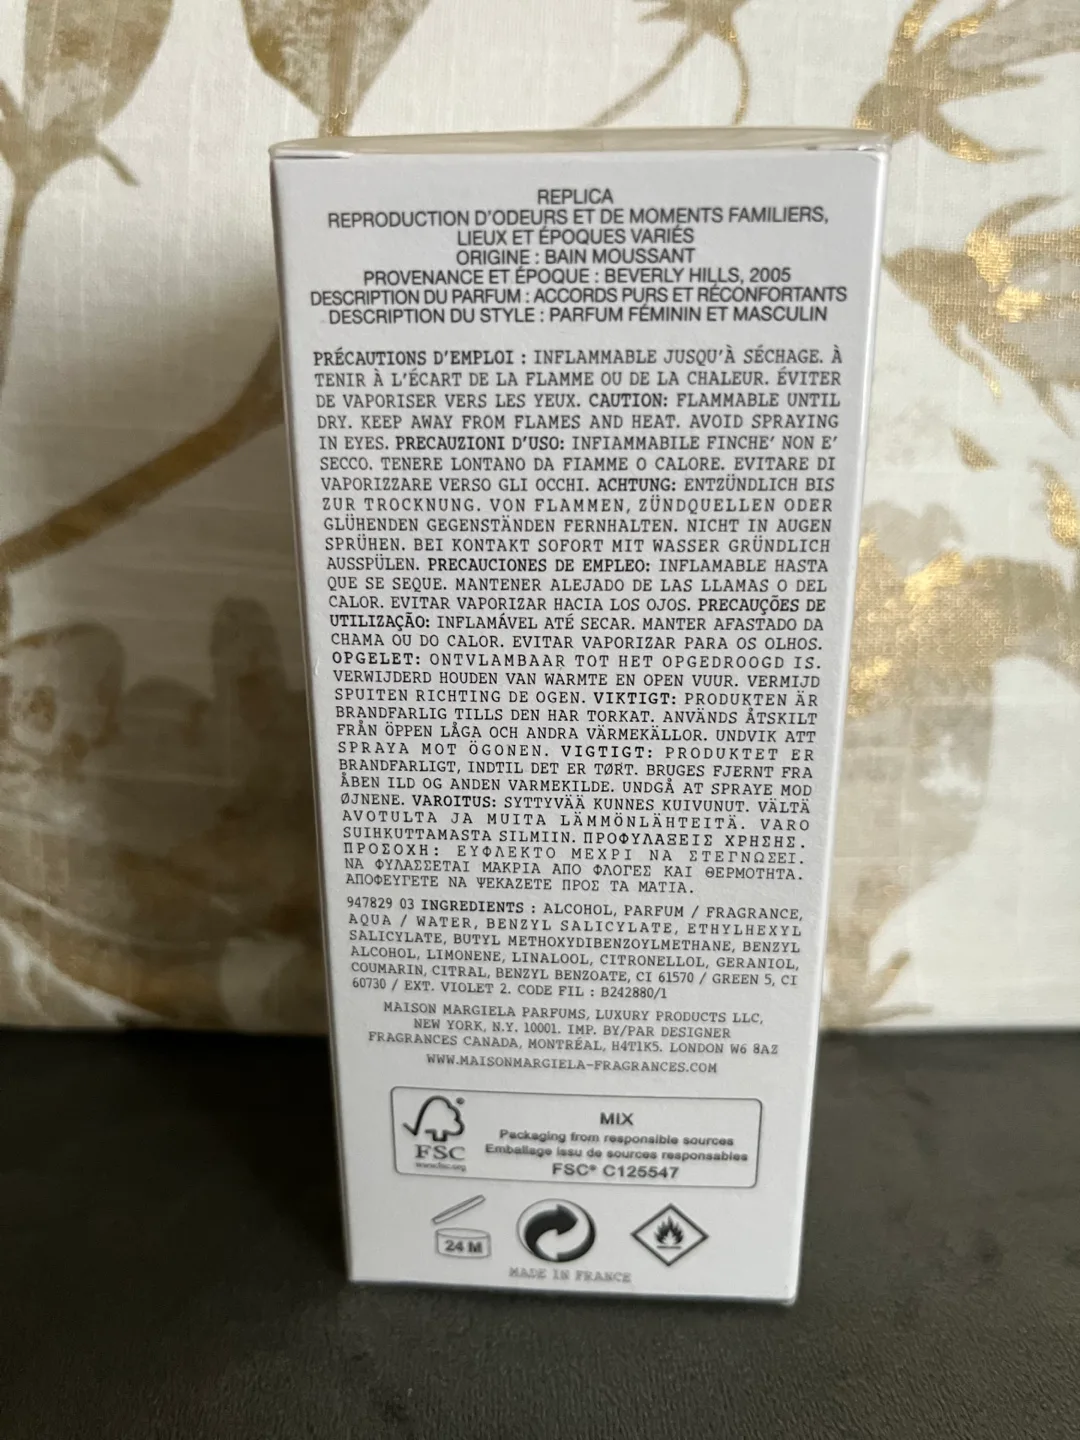 REPLICA
REPRODUCTION D'ODEURS ET DE MOMENTS FAMILIERS,
LIEUX ET ÉPOQUES VARIÉS
ORIGINE : BAIN MOUSSANT
PROVENANCE ET ÉPOQUE : BEVERLY HILLS, 2005
DESCRIPTION DU PARFUM : ACCORDS PURS ET RÉCONFORTANTS
DESCRIPTION DU STYLE : PARFUM FÉMININ ET MASCULIN
PRÉCAUTIONS D'EMPLOI : INFLAMMABLE JUSQU'À SÉCHAGE. À
TENIR À L'ÉCART DE LA FLAMME OU DE LA CHALEUR. ÉVITER
DE VAPORISER VERS LES YEUX. CAUTION: FLAMMABLE UNTIL
DRY. KEEP AWAY FROM FLAMES AND HEAT. AVOID SPRAYING
IN EYES. PRECAUZIONI D'USO: INFIAMMABILE FINCHE' NON E'
SECCO. TENERE LONTANO DA FIAMME O CALORE. EVITARE DI
VAPORIZZARE VERSO GLI OCCHI. ACHTUNG: ENTZÜNDLICH BIS
ZUR TROCKNUNG. VON FLAMMEN, ZÜNDQUELLEN ODER
GLÜHENDEN GEGENSTÄNDEN FERNHALTEN. NICHT IN AUGEN
SPRÜHEN. BEI KONTAKT SOFORT MIT WASSER GRÜNDLICH
AUSSPÜLEN. PRECAUCIONES DE EMPLEO: INFLAMABLE HASTA
QUE SE SEQUE. MANTENER ALEJADO DE LAS LLAMAS O DEL
CALOR. EVITAR VAPORIZAR HACIA LOS OJOS. PRECAUÇÕES DE
UTILIZAÇÃO: INFLAMÁVEL ATÉ SECAR. MANTER AFASTADO DA
CHAMA OU DO CALOR. EVITAR VAPORIZAR PARA OS OLHOS.
OPGELET: ONTVLAMBAAR TOT HET OPGEDROOGD IS.
VERWIJDERD HOUDEN VAN WARMTE EN OPEN VUUR. VERMIJD
SPUITEN RICHTING DE OGEN. VIKTIGT: PRODUKTEN ÄR
BRANDFARLIG TILLS DEN HAR TORKAT. ANVÄNDS ÅTSKILT
FRÅN ÖPPEN LÅGA OCH ANDRA VÄRMEKÄLLOR. UNDVIK ATT
SPRAYA MOT ÖGONEN. VIGTIGT: PRODUKTET ER
BRANDFARLIGT, INDTIL DET ER TØRT. BRUGES FJERNT FRA
ÅBEN ILD OG ANDEN VARMEKILDE. UNDGÅ AT SPRAYE MOD
ØJNENE. VAROITUS: SYTTYVÄÄ KUNNES KUIVUNUT. VÄLTÄ
AVOTULTA JA MUITA LÄMMÖNLÄHTEITÄ. VARO
SUIHKUTTAMASTA SILMIIN. ΠΡΟΦΥΛΑΞΕΙΣ ΧΡΗΣΗΣ.
ΠΡΟΣΟΧΗ: ΕΥΦΛΕΚΤΟ ΜΕΧΡΙ ΝΑ ΣΤΕΓΝΩΣΕΙ.
ΝΑ ΦΥΛΑΣΣΕΤΑΙ ΜΑΚΡΙΑ ΑΠΟ ΦΛΟΓΕΣ ΚΑΙ ΘΕΡΜΟΤΗΤΑ.
ΑΠΟΦΕΥΓΕΤΕ ΝΑ ΨΕΚΑΖΕΤΕ ΠΡΟΣ ΤΑ ΜΑΤΙΑ.
947829 03 INGREDIENTS : ALCOHOL, PARFUM / FRAGRANCE,
AQUA / WATER, BENZYL SALICYLATE, ETHYLHEXYL
SALICYLATE, BUTYL METHOXYDIBENZOYLMETHANE, BENZYL
ALCOHOL, LIMONENE, LINALOOL, CITRONELLOL, GERANIOL,
COUMARIN, CITRAL, BENZYL BENZOATE, CI 61570 / GREEN 5, CI
60730 / EXT. VIOLET 2. CODE FIL : B242880/1
MAISON MARGIELA PARFUMS, LUXURY PRODUCTS LLC,
NEW YORK, N.Y. 10001. IMP. BY/PAR DESIGNER
FRAGRANCES CANADA, MONTRÉAL, H4T1K5. LONDON W6 8AZ
WWW.MAISONMARGIELA-FRAGRANCES.COM
FSC
www.fsc.org
MIX
Packaging from responsible sources
Emballage issu de sources responsables
FSC® C125547
24 M
MADE IN FRANCE